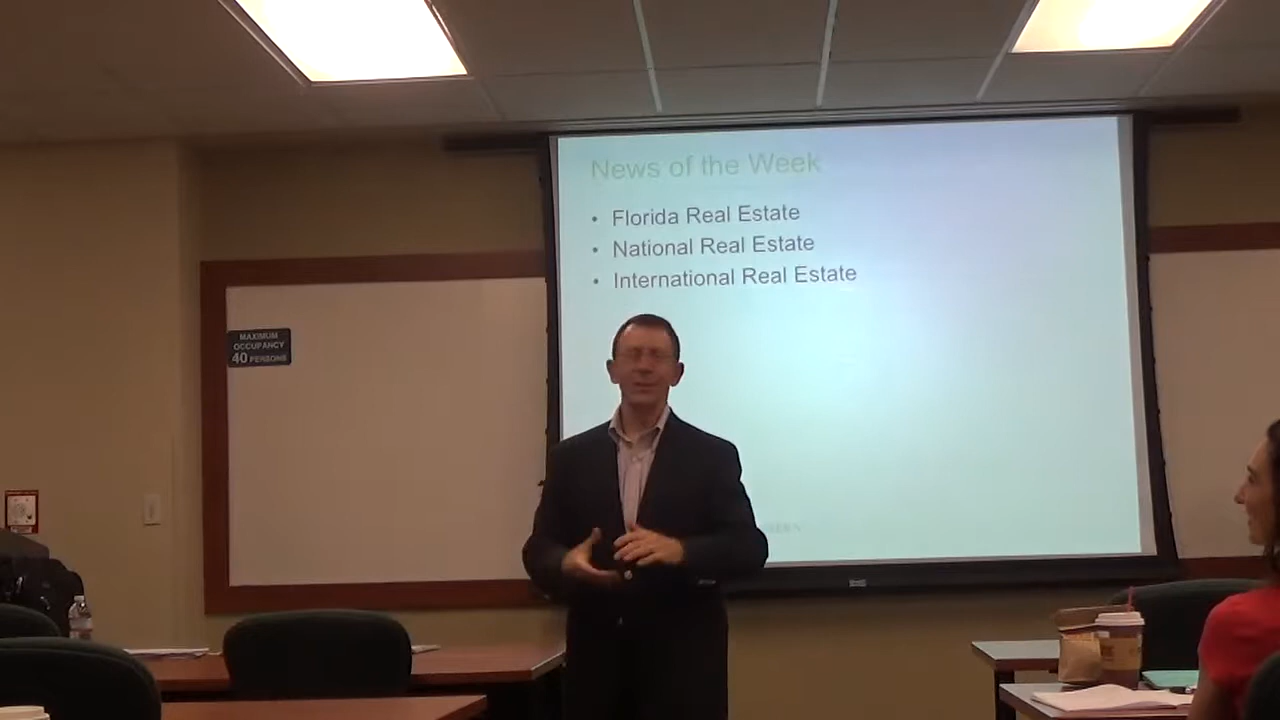 News of the Week
• Florida Real Estate
• National Real Estate
• International Real Estate
MAXIMUM
OCCUPANCY
40 PERSONS